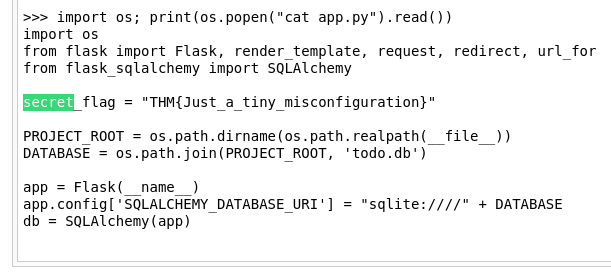 >>> import os; print(os.popen("cat app.py").read())
import os
from flask import Flask, render_template, request, redirect, url_for
from flask_sqlalchemy import SQLAlchemy
secret_flag = "THM{Just_a_tiny_misconfiguration}"
PROJECT_ROOT = os.path.dirname(os.path.realpath(__file__))
DATABASE = os.path.join(PROJECT_ROOT, 'todo.db')
app = Flask(__name__)
app.config['SQLALCHEMY_DATABASE_URI'] = "sqlite:////" + DATABASE
db = SQLAlchemy(app)